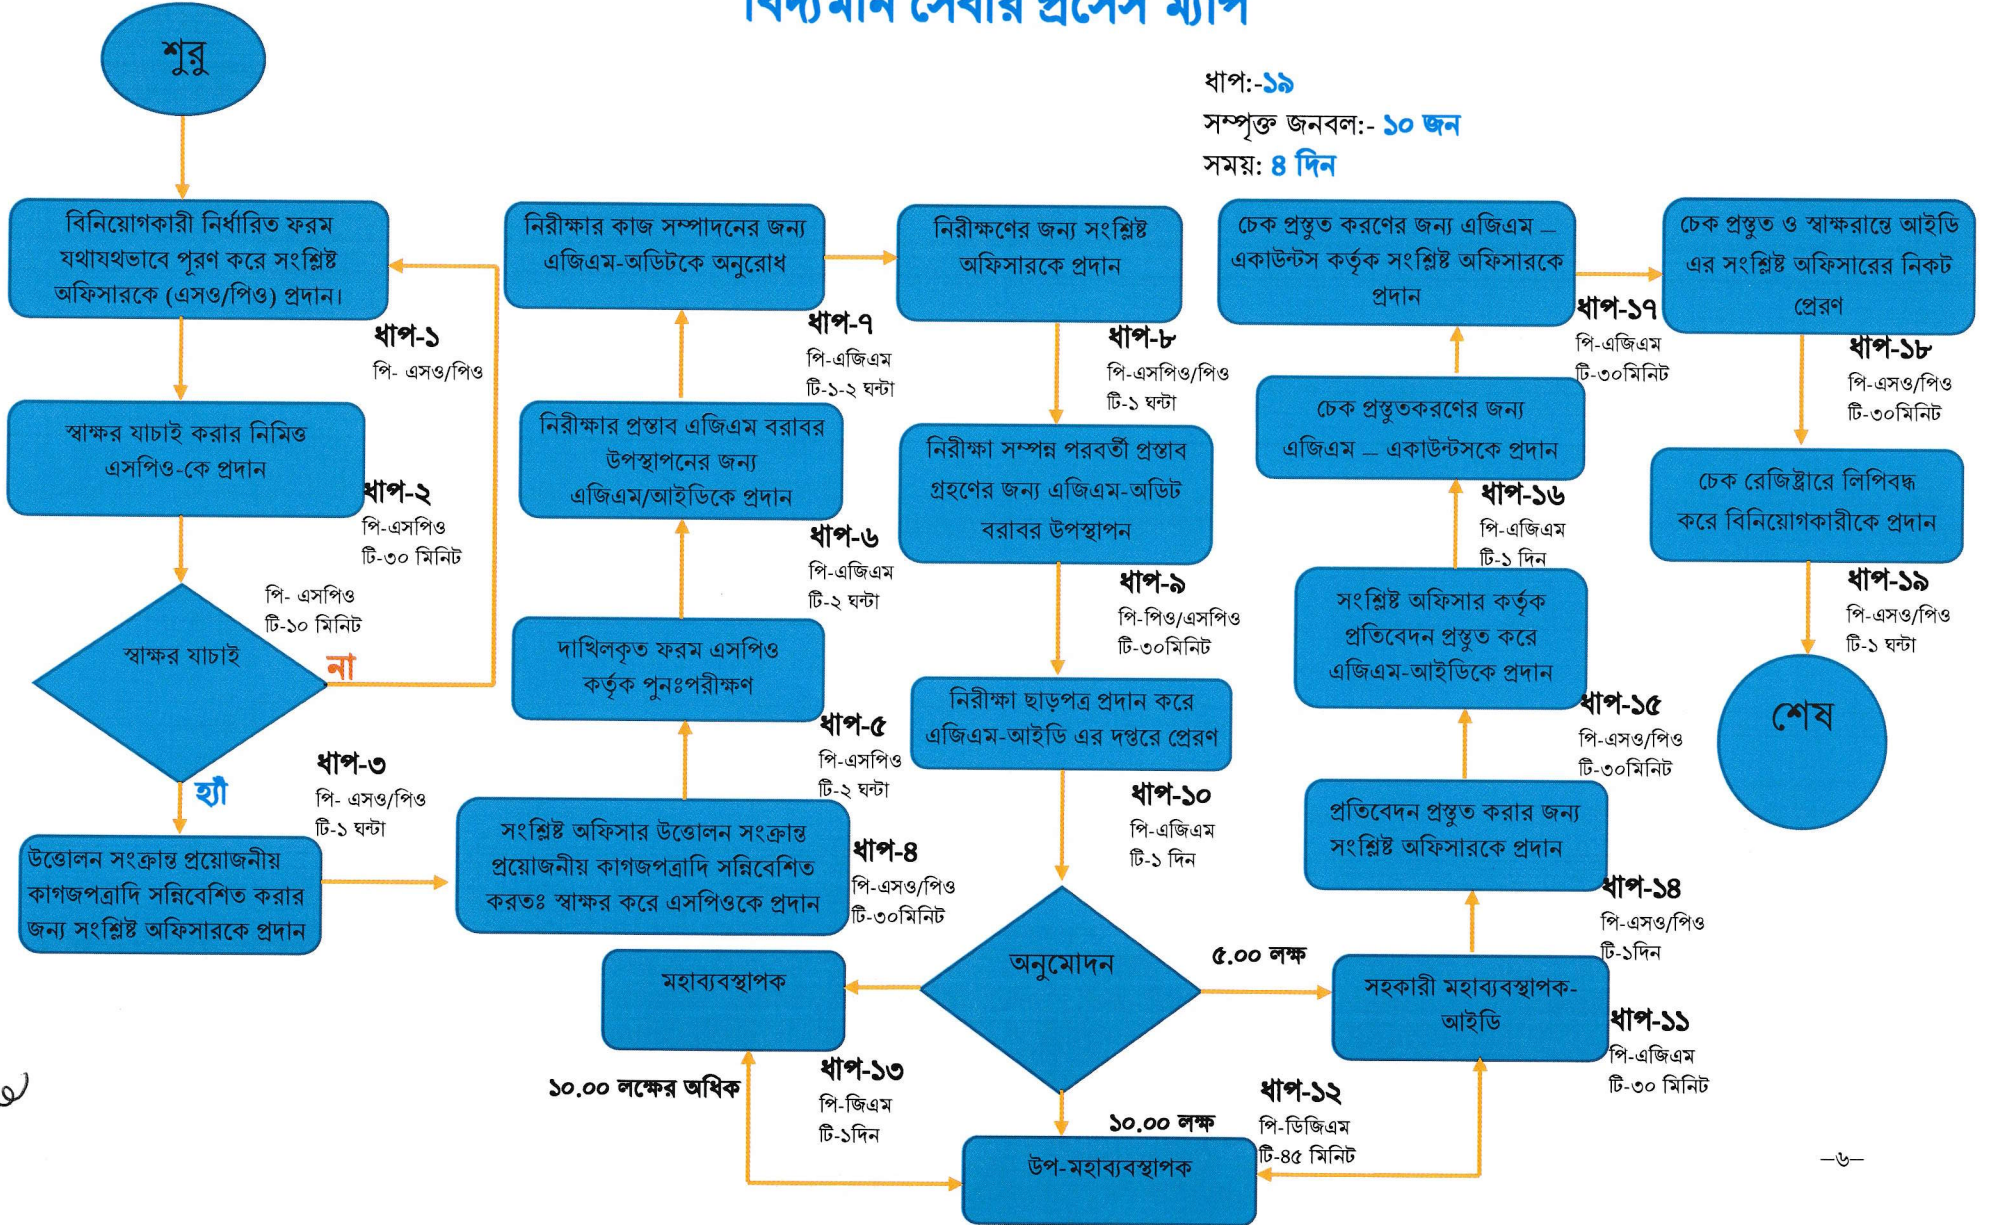 বিদ্যমান সেবার প্রসেস ম্যাপ
ধাপ:-১৯
সম্পৃক্ত জনবল:- ১০ জন
সময়: ৪ দিন
শুরু
বিনিয়োগকারী নির্ধারিত ফরম
যথাযথভাবে পূরণ করে সংশ্লিষ্ট
অফিসারকে (এসও/পিও) প্রদান।
ধাপ-১
পি- এসও/পিও
স্বাক্ষর যাচাই করার নিমিত্ত
এসপিও-কে প্রদান
ধাপ-২
পি-এসপিও
টি-৩০ মিনিট
পি- এসপিও
টি-১০ মিনিট
স্বাক্ষর যাচাই
না
হ্যাঁ
ধাপ-৩
পি- এসও/পিও
টি-১ ঘন্টা
উত্তোলন সংক্রান্ত প্রয়োজনীয়
কাগজপত্রাদি সন্নিবেশিত করার
জন্য সংশ্লিষ্ট অফিসারকে প্রদান
সংশ্লিষ্ট অফিসার উত্তোলন সংক্রান্ত
প্রয়োজনীয় কাগজপত্রাদি সন্নিবেশিত
করতঃ স্বাক্ষর করে এসপিওকে প্রদান
ধাপ-৪
পি-এসও/পিও
টি-৩০মিনিট
দাখিলকৃত ফরম এসপিও
কর্তৃক পুনঃপরীক্ষণ
ধাপ-৫
পি-এসপিও
টি-২ ঘন্টা
নিরীক্ষার প্রস্তাব এজিএম বরাবর
উপস্থাপনের জন্য
এজিএম/আইডিকে প্রদান
ধাপ-৬
পি-এজিএম
টি-২ ঘন্টা
নিরীক্ষার কাজ সম্পাদনের জন্য
এজিএম-অডিটকে অনুরোধ
ধাপ-৭
পি-এজিএম
টি-১-২ ঘন্টা
নিরীক্ষণের জন্য সংশ্লিষ্ট
অফিসারকে প্রদান
ধাপ-৮
পি-এসপিও/পিও
টি-১ ঘন্টা
নিরীক্ষা সম্পন্ন পরবর্তী প্রস্তাব
গ্রহণের জন্য এজিএম-অডিট
বরাবর উপস্থাপন
ধাপ-৯
পি-পিও/এসপিও
টি-৩০মিনিট
নিরীক্ষা ছাড়পত্র প্রদান করে
এজিএম-আইডি এর দপ্তরে প্রেরণ
ধাপ-১০
পি-এজিএম
টি-১ দিন
অনুমোদন
৫.০০ লক্ষ
সহকারী মহাব্যবস্থাপক-
আইডি
ধাপ-১১
পি-এজিএম
টি-৩০ মিনিট
১০.০০ লক্ষ
উপ-মহাব্যবস্থাপক
ধাপ-১২
পি-ডিজিএম
টি-৪৫ মিনিট
মহাব্যবস্থাপক
১০.০০ লক্ষের অধিক
ধাপ-১৩
পি-জিএম
টি-১দিন
প্রতিবেদন প্রস্তুত করার জন্য
সংশ্লিষ্ট অফিসারকে প্রদান
ধাপ-১৪
পি-এসও/পিও
টি-১দিন
সংশ্লিষ্ট অফিসার কর্তৃক
প্রতিবেদন প্রস্তুত করে
এজিএম-আইডিকে প্রদান
ধাপ-১৫
পি-এসও/পিও
টি-৩০মিনিট
চেক প্রস্তুতকরণের জন্য
এজিএম – একাউন্টসকে প্রদান
ধাপ-১৬
পি-এজিএম
টি-১ দিন
চেক প্রস্তুত করণের জন্য এজিএম –
একাউন্টস কর্তৃক সংশ্লিষ্ট অফিসারকে
প্রদান
ধাপ-১৭
পি-এজিএম
টি-৩০মিনিট
চেক প্রস্তুত ও স্বাক্ষরান্তে আইডি
এর সংশ্লিষ্ট অফিসারের নিকট
প্রেরণ
ধাপ-১৮
পি-এসও/পিও
টি-৩০মিনিট
চেক রেজিষ্ট্রারে লিপিবদ্ধ
করে বিনিয়োগকারীকে প্রদান
ধাপ-১৯
পি-এসও/পিও
টি-১ ঘন্টা
শেষ
–৬–